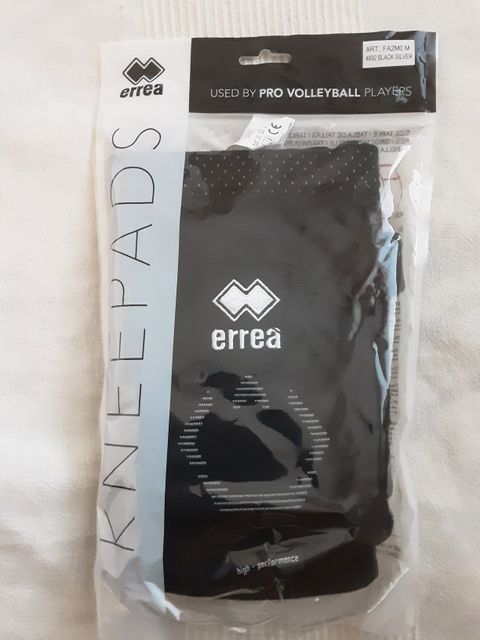 errea
ART.: FA2M0 M
4892 BLACK SILVER
USED BY PRO VOLLEYBALL PLAYERS
KNEEPADS
errea
high - performance